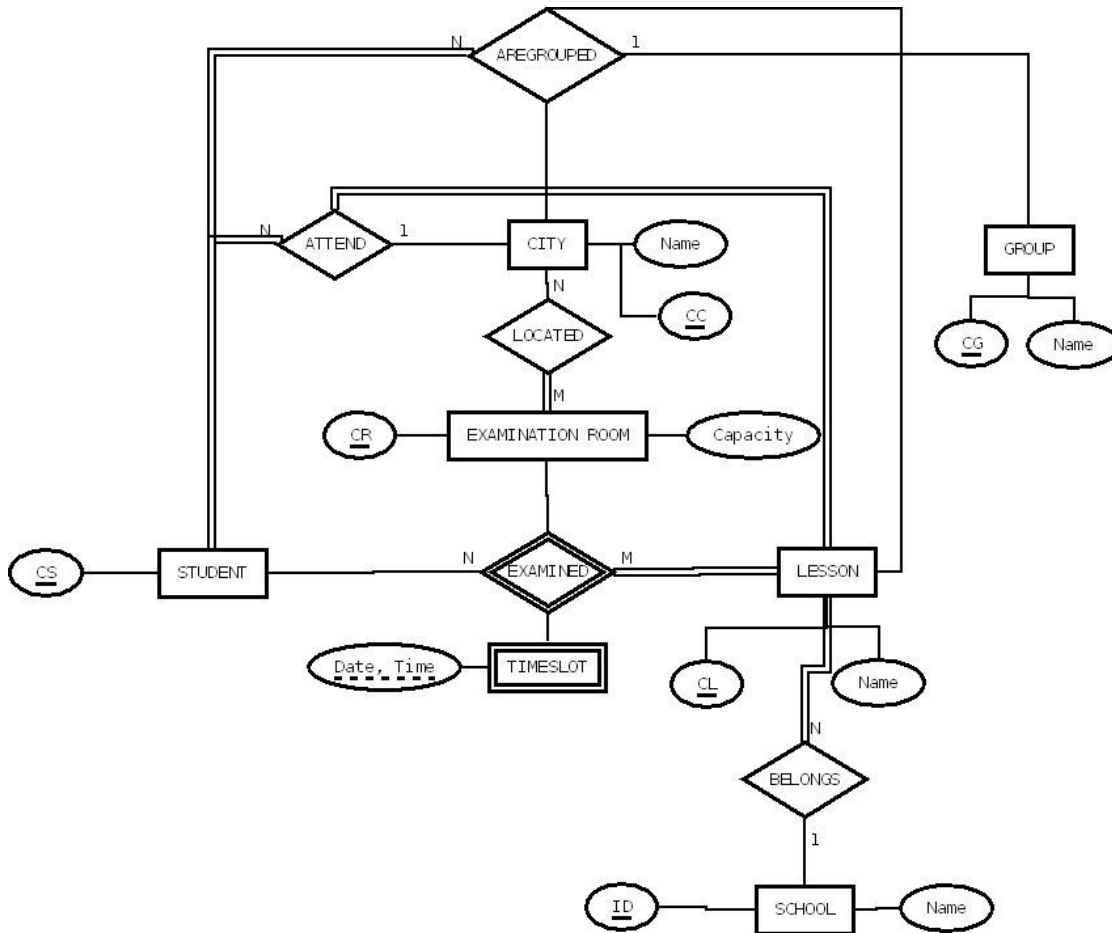 N
AREGROUPED
1
N
ATTEND
1
CITY
Name
GROUP
N
CC
LOCATED
CG
Name
M
CR
EXAMINATION ROOM
Capacity
CS
STUDENT
N
EXAMINED
M
LESSON
Date, Time
TIMESLOT
CL
Name
N
BELONGS
1
ID
SCHOOL
Name